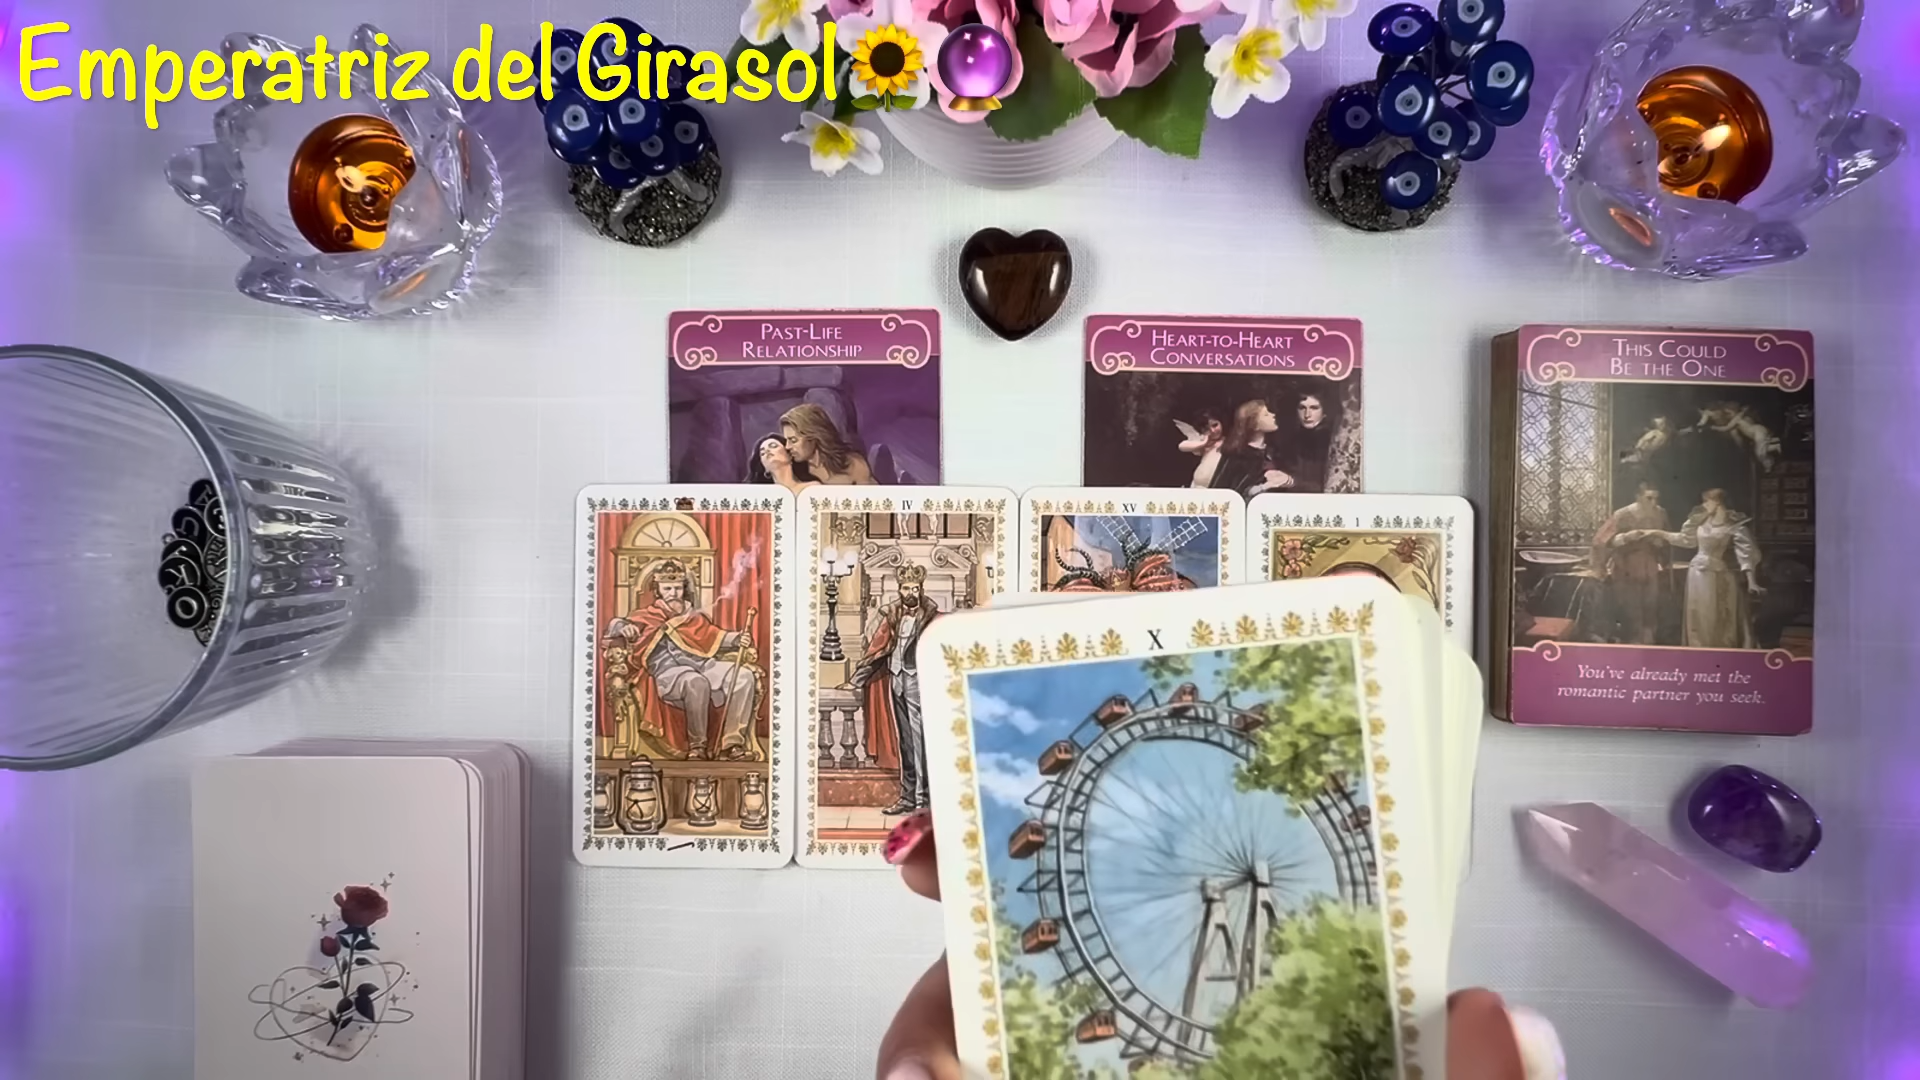 Emperatriz del Girasol
PAST-LIFE
RELATIONSHIP
HEART-TO-HEART
CONVERSATIONS
THIS COULD
BE THE ONE
You've already met the
romantic partner you seek.
IV
XV
I
X